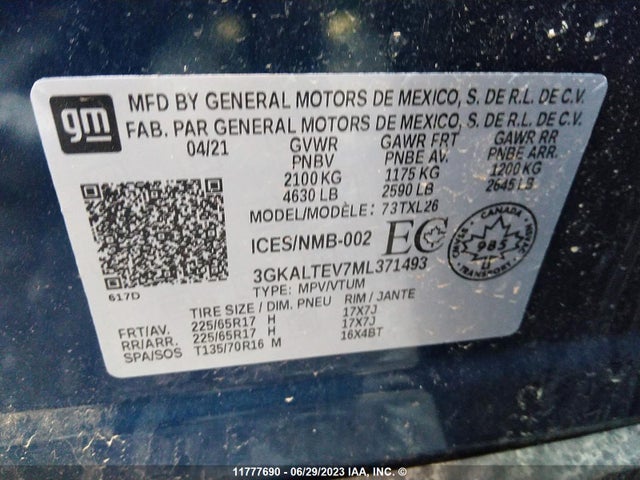 gm
MFD BY GENERAL MOTORS DE MEXICO, S. DE R.L. DE C.V.
FAB. PAR GENERAL MOTORS DE MEXICO, S. DE R.L. DE C.V.
04/21 GVWR GAWR FRT GAWR RR
PNBV PNBE AV. PNBE ARR.
2100 KG 1175 KG 1200 KG
4630 LB 2590 LB 2645 LB
MODEL/MODÈLE: 73TXL26
ICES/NMB-002 EC
CANADA
985
3GKALTEV7ML371493
617D
TYPE: MPV/VTUM
TIRE SIZE / DIM. PNEU RIM / JANTE
FRT/AV. 225/65R17 H 17X7J
RR/ARR. 225/65R17 H 17X7J
SPA/SOS T135/70R16 M 16X4BT
11777690 - 06/29/2023 IAA, INC. ©